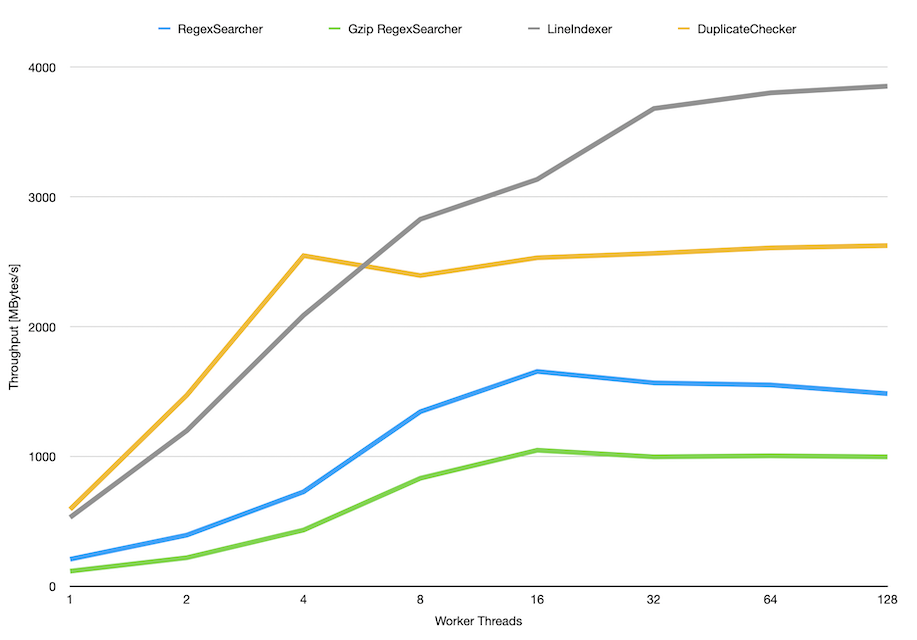 RegexSearcher Gzip RegexSearcher LineIndexer DuplicateChecker
4000
3000
2000
1000
0
Throughput [MBytes/s]
1 2 4 8 16 32 64 128
Worker Threads